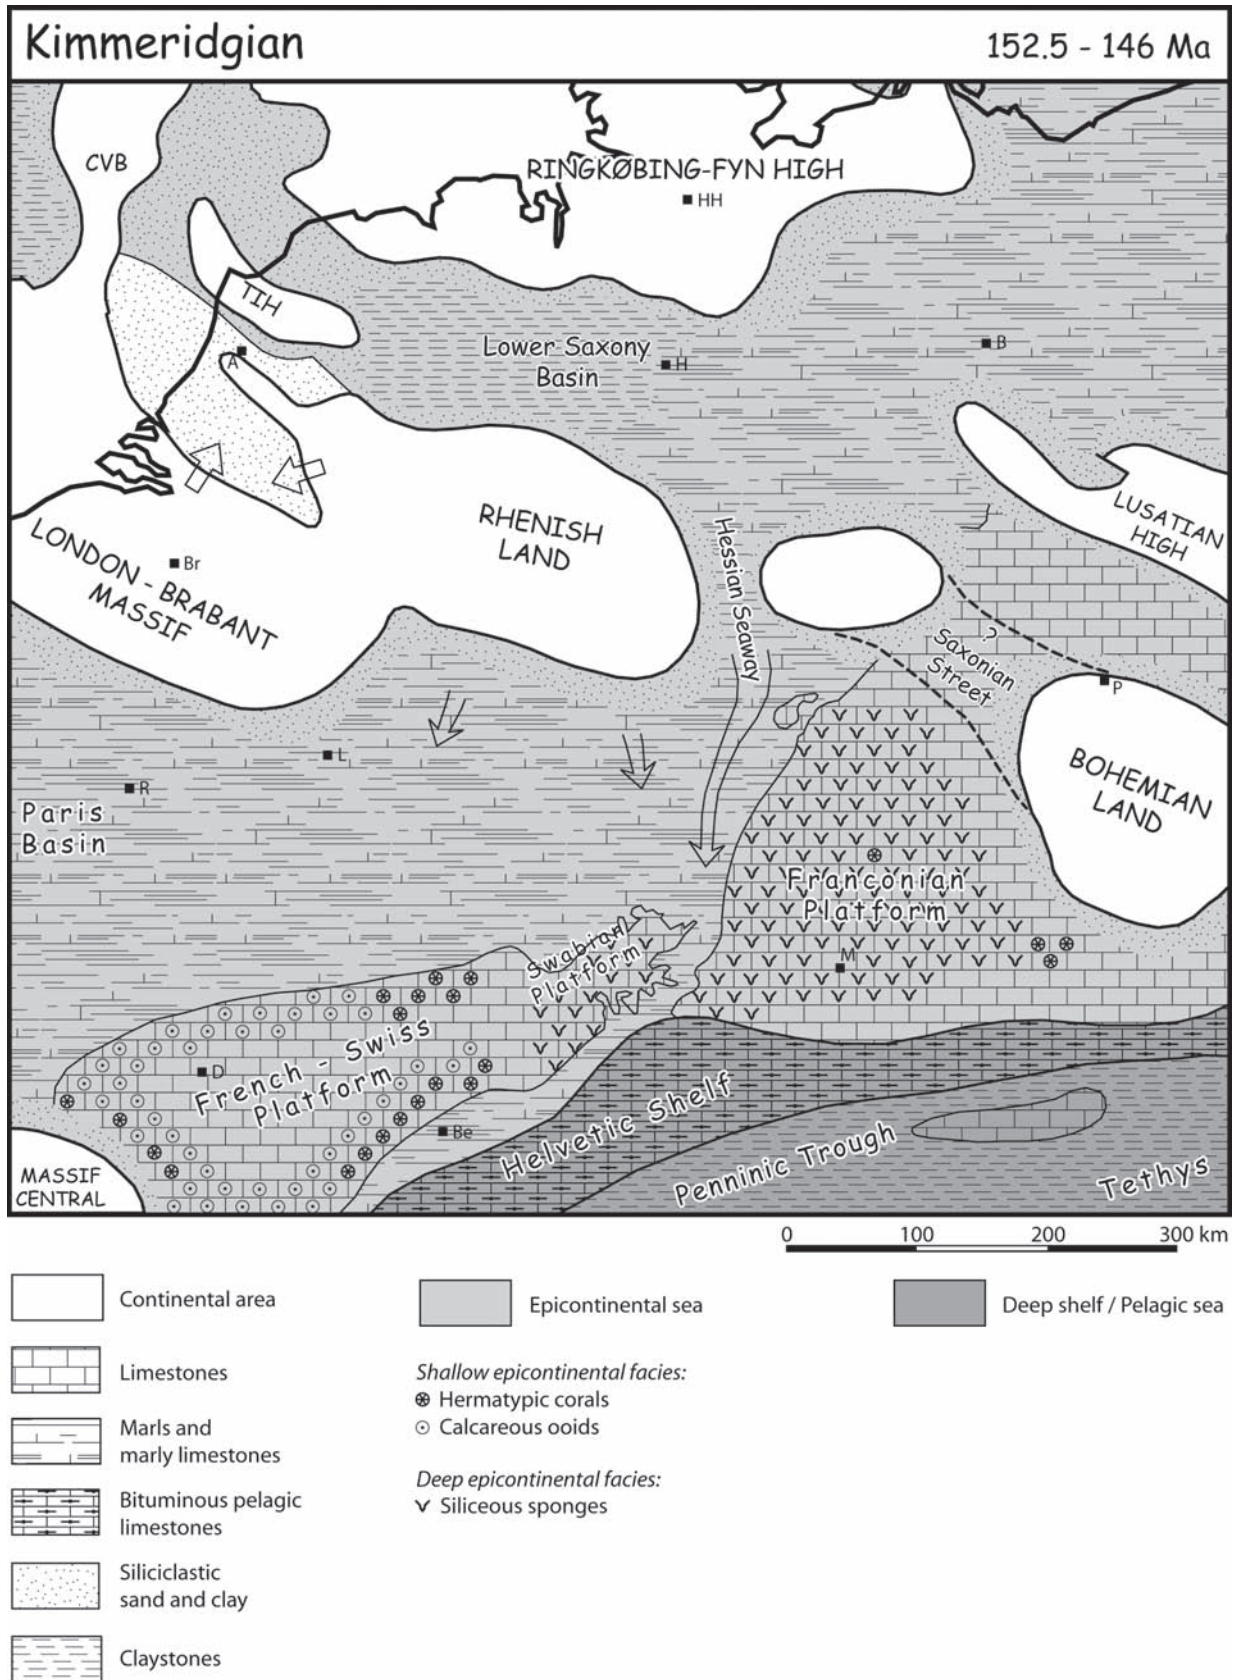 Kimmeridgian
152.5 - 146 Ma
CVB
RINGKØBING-FYN HIGH
HH
TIH
A
Lower Saxony
Basin
H
B
LONDON - BRABANT
MASSIF
Br
RHENISH
LAND
Hessian Seaway
LUSATIAN
HIGH
?
Saxonian
Street
P
BOHEMIAN
LAND
L
R
Paris
Basin
Franconian
Platform
M
Swabian
Platform
French - Swiss
Platform
D
Be
Helvetic Shelf
Penninic Trough
Tethys
MASSIF
CENTRAL
0 100 200 300 km
Continental area
Epicontinental sea
Deep shelf / Pelagic sea
Limestones
Marls and
marly limestones
Bituminous pelagic
limestones
Siliciclastic
sand and clay
Claystones
Shallow epicontinental facies:
Hermatypic corals
Calcareous ooids
Deep epicontinental facies:
Siliceous sponges